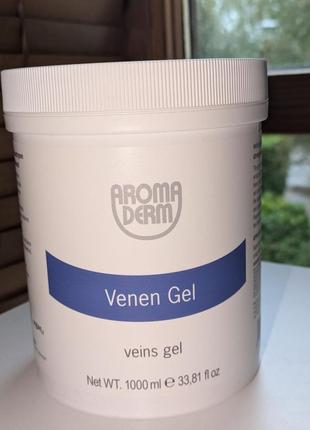 AROMA
DERM
Venen Gel
veins gel
Net WT. 1000 ml ℮ 33,81 fl oz